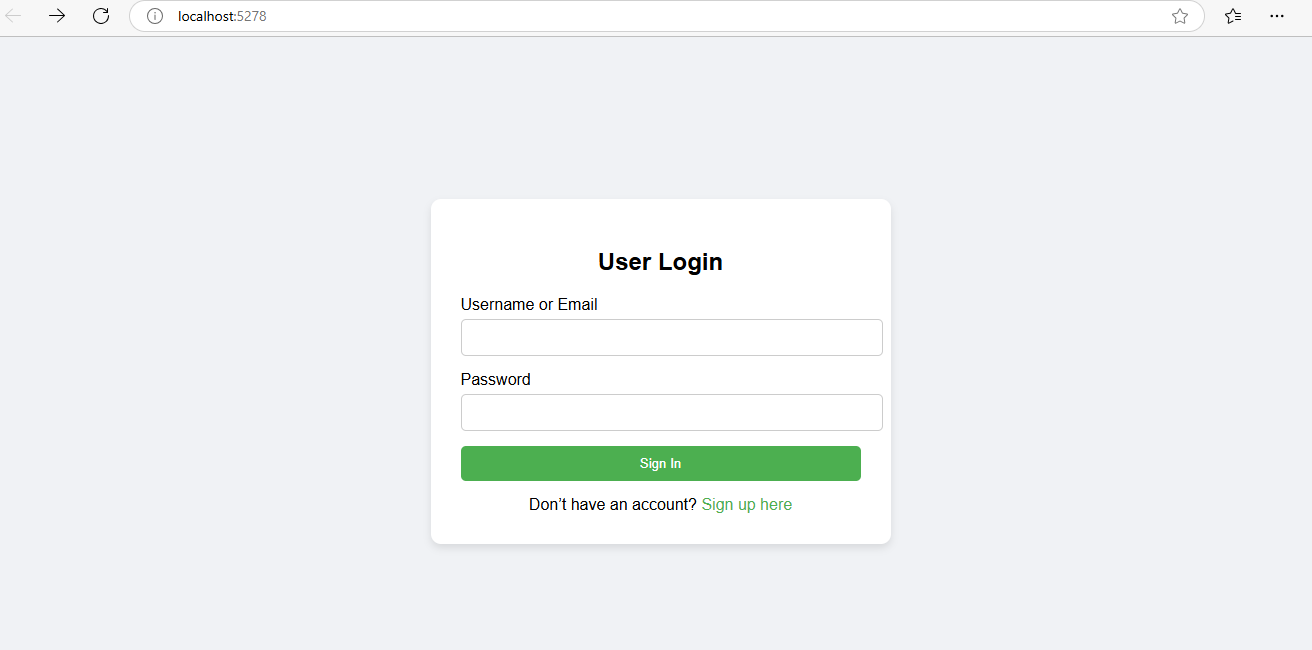 localhost:5278
User Login
Username or Email
Password
Sign In
Don’t have an account? Sign up here